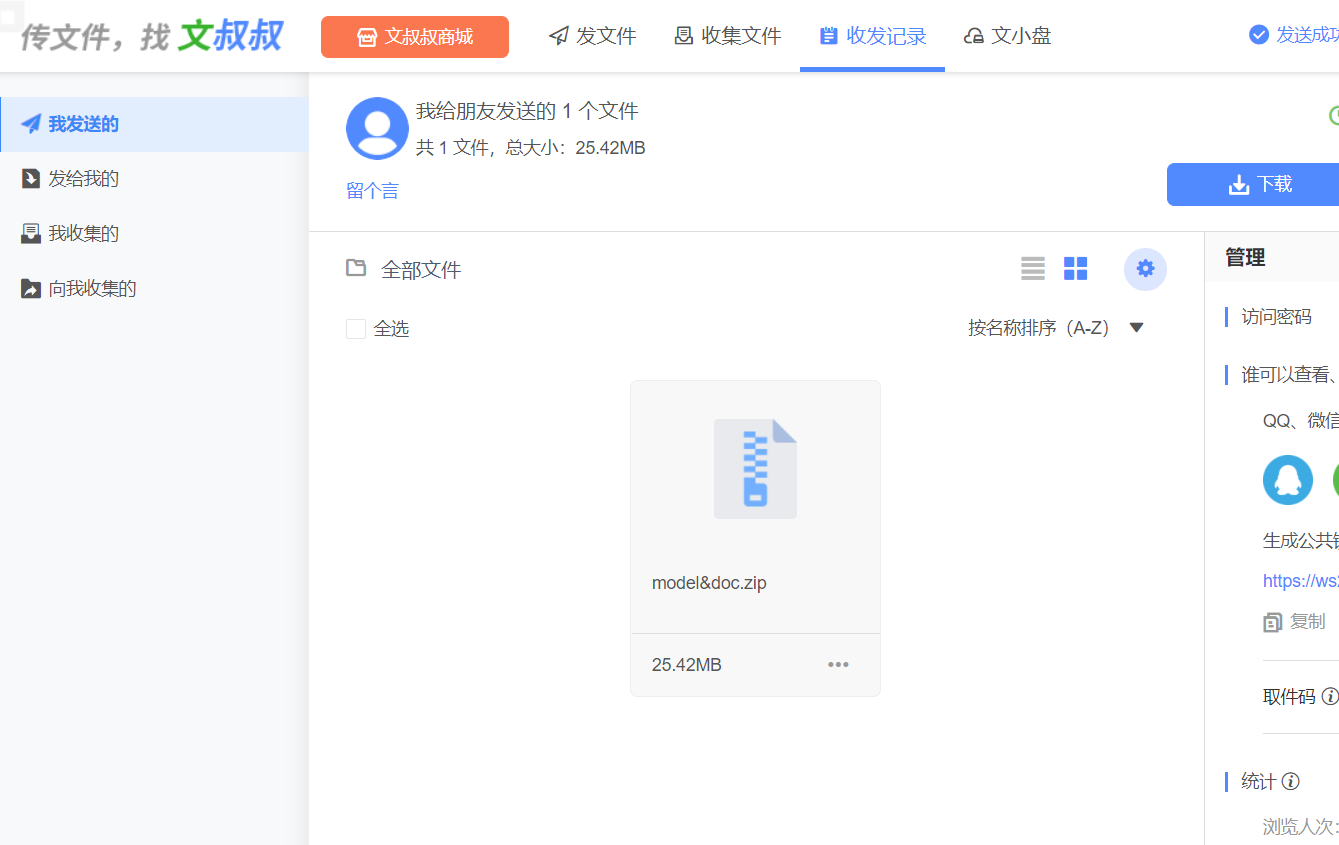 传文件，找 文叔叔
文叔叔商城
发文件
收集文件
收发记录
文小盘
发送成功
我发送的
发给我的
我收集的
向我收集的
我给朋友发送的 1 个文件
共 1 文件，总大小：25.42MB
留个言
下载
全部文件
全选
按名称排序（A-Z）
model&doc.zip
25.42MB
管理
访问密码
谁可以查看、
QQ、微信
生成公共链
https://ws2
复制
取件码
统计
浏览人次: